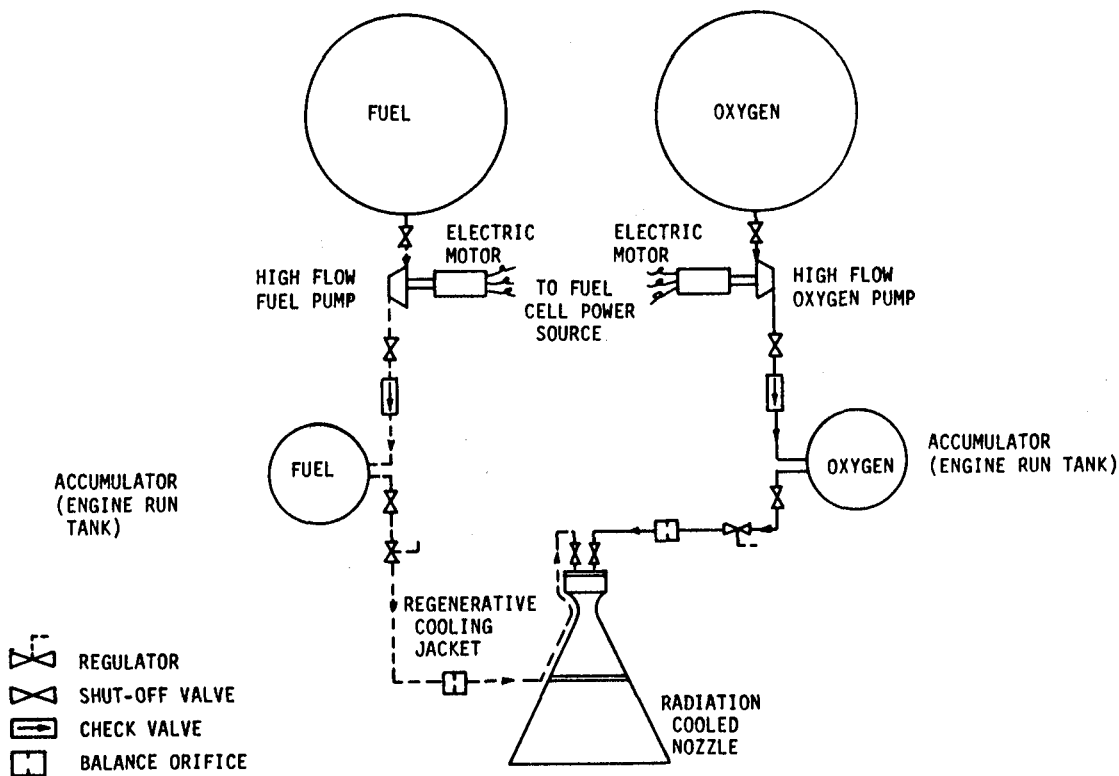 FUEL
OXYGEN
ELECTRIC
MOTOR
ELECTRIC
MOTOR
HIGH FLOW
FUEL PUMP
TO FUEL
CELL POWER
SOURCE
HIGH FLOW
OXYGEN PUMP
FUEL
OXYGEN
ACCUMULATOR
(ENGINE RUN
TANK)
ACCUMULATOR
(ENGINE RUN TANK)
REGENERATIVE
COOLING
JACKET
RADIATION
COOLED
NOZZLE
REGULATOR
SHUT-OFF VALVE
CHECK VALVE
BALANCE ORIFICE